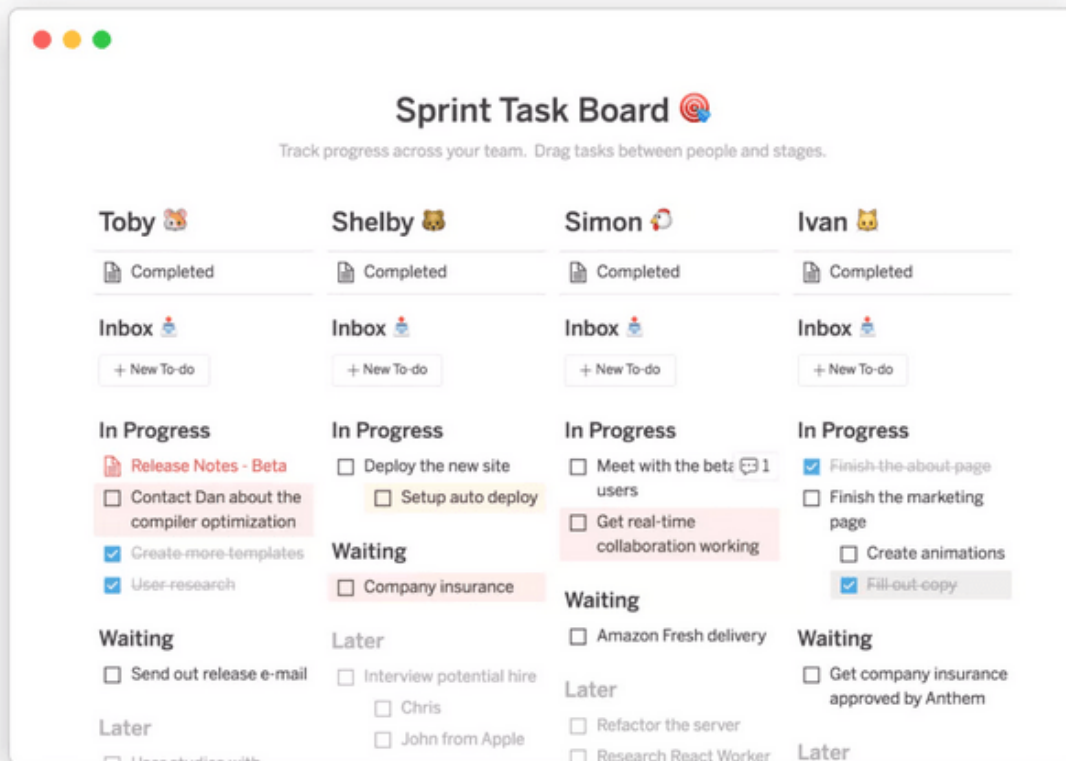 Sprint Task Board
Track progress across your team. Drag tasks between people and stages.
Toby
Completed
Inbox
+ New To-do
In Progress
Release Notes - Beta
Contact Dan about the
compiler optimization
Create more templates
User research
Waiting
Send out release e-mail
Later
User studies with
Shelby
Completed
Inbox
+ New To-do
In Progress
Deploy the new site
Setup auto deploy
Waiting
Company insurance
Later
Interview potential hire
Chris
John from Apple
Simon
Completed
Inbox
+ New To-do
In Progress
Meet with the beta 1
users
Get real-time
collaboration working
Waiting
Amazon Fresh delivery
Later
Refactor the server
Research React Worker
Ivan
Completed
Inbox
+ New To-do
In Progress
Finish the about page
Finish the marketing
page
Create animations
Fill out copy
Waiting
Get company insurance
approved by Anthem
Later